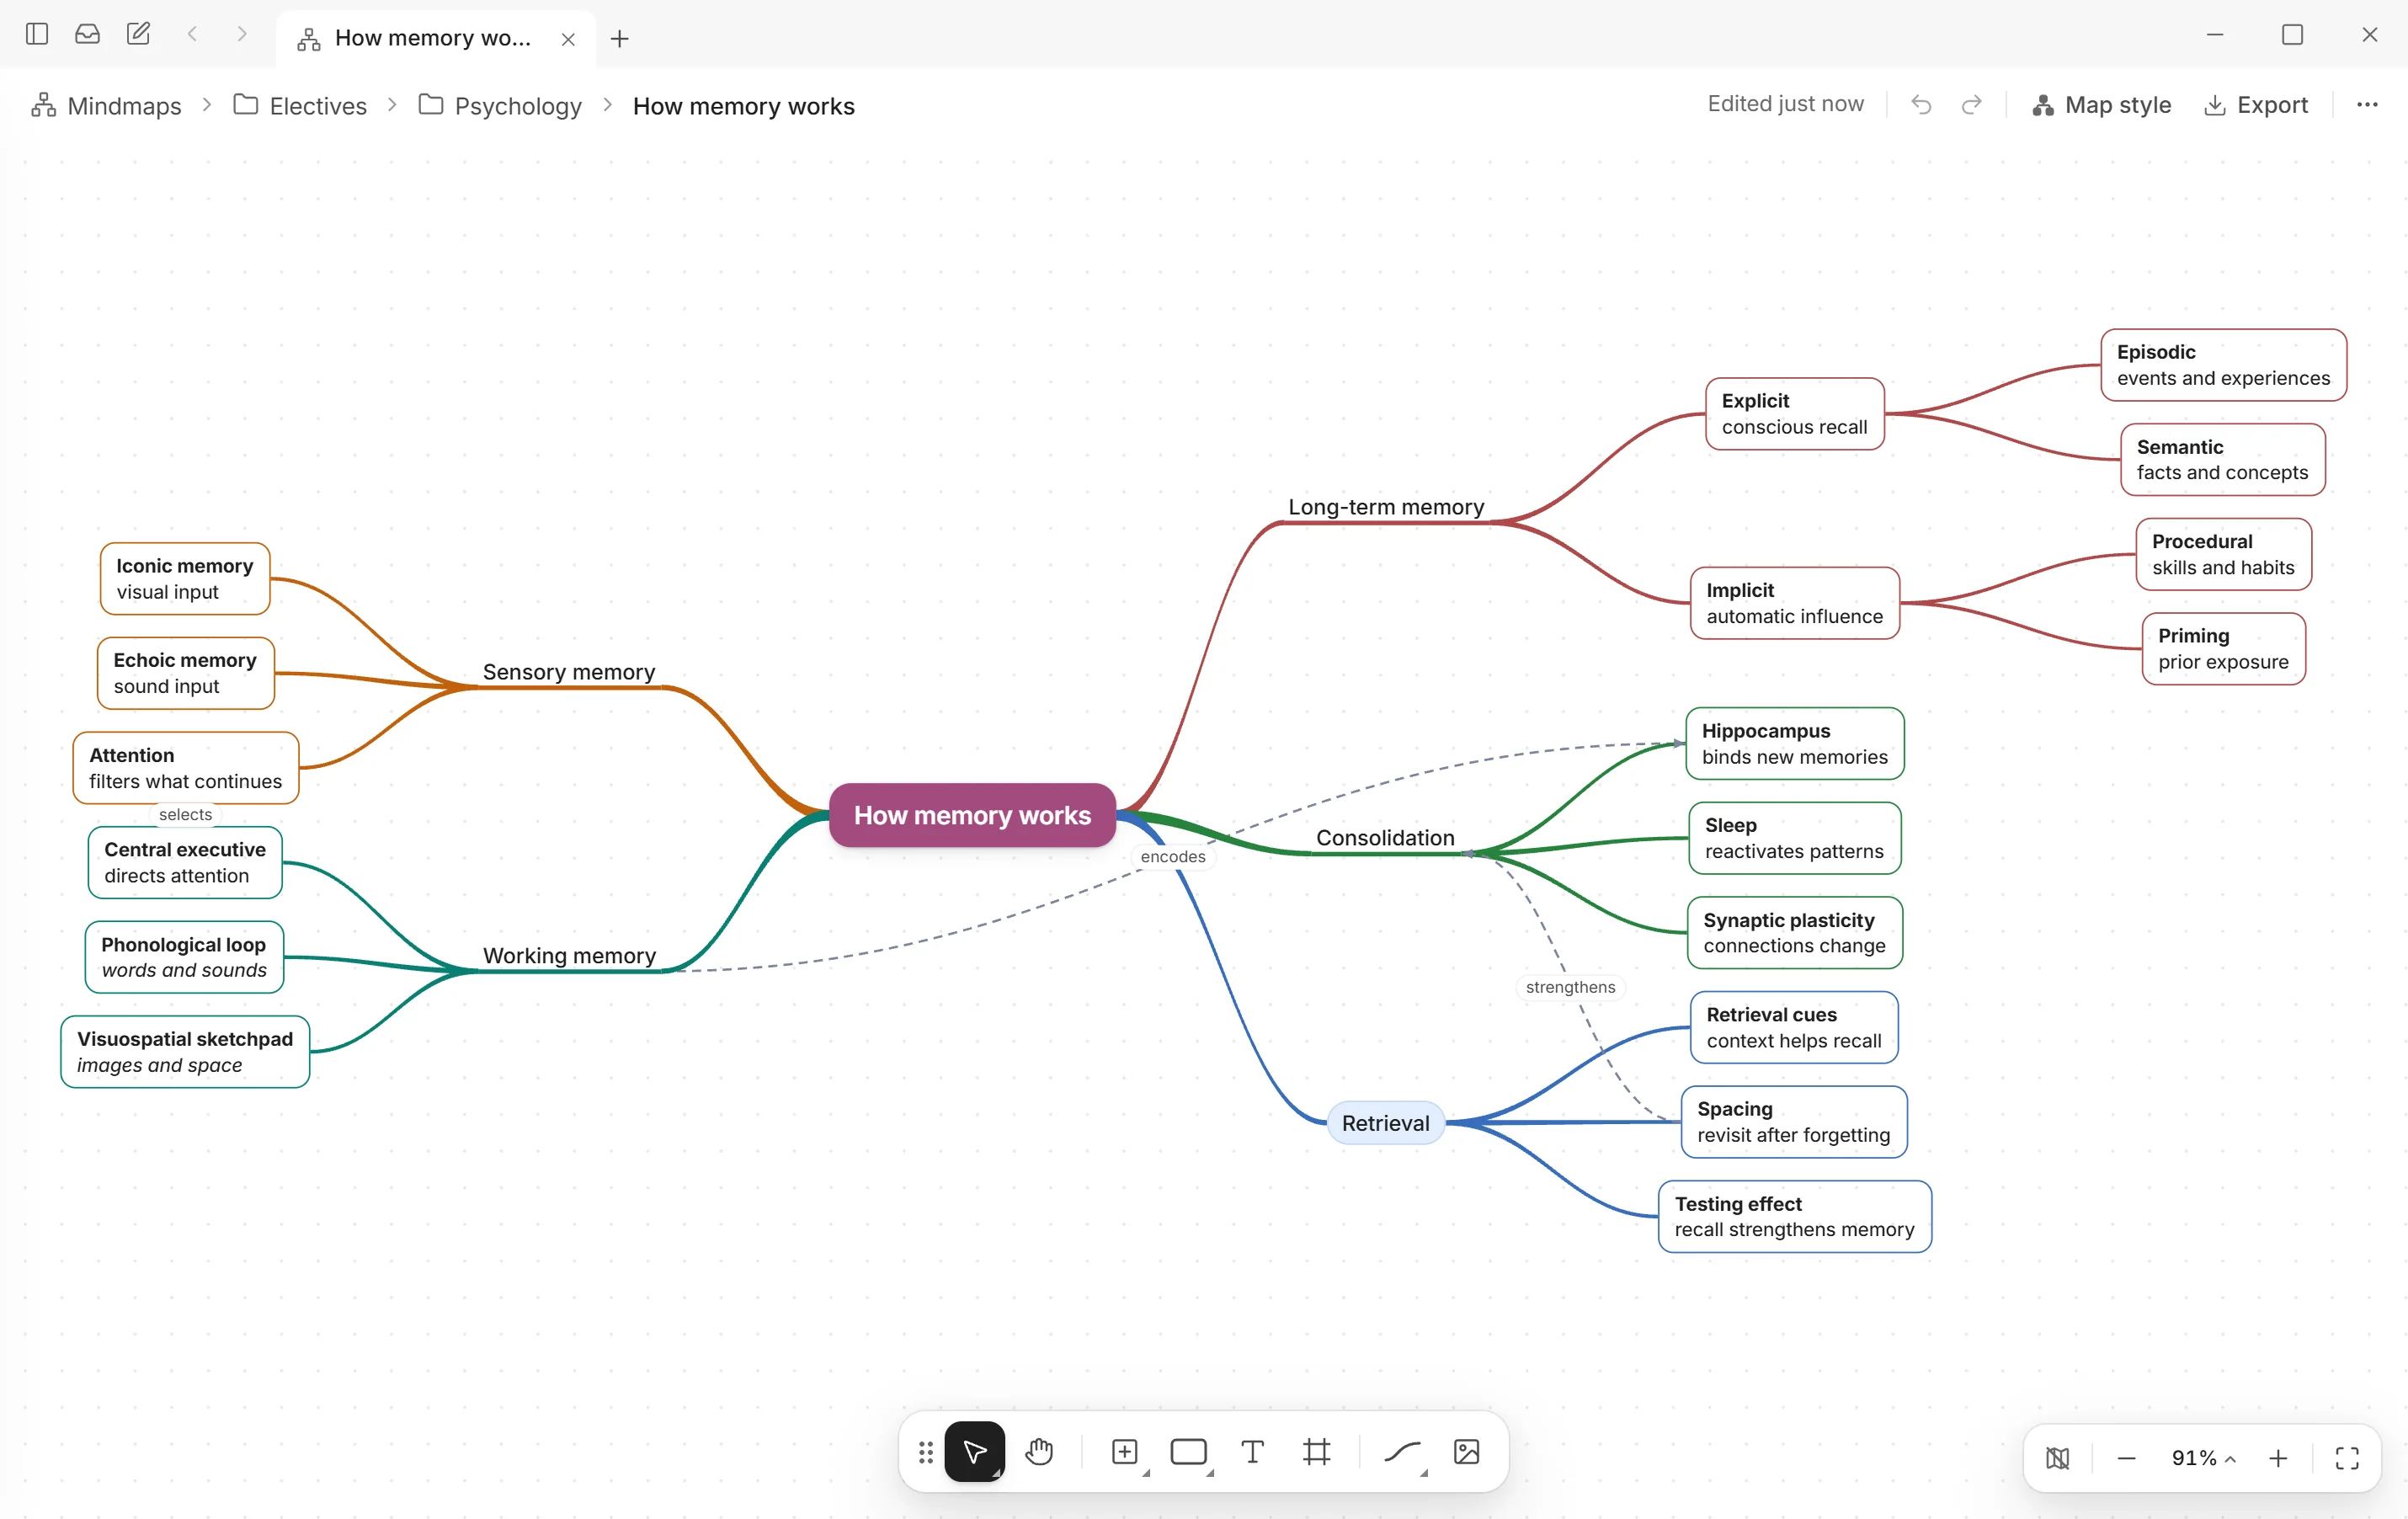 How memory wo...
Mindmaps
Electives
Psychology
How memory works
Edited just now
Map style
Export
Episodic
events and experiences
Explicit
conscious recall
Semantic
facts and concepts
Long-term memory
Procedural
skills and habits
Implicit
automatic influence
Priming
prior exposure
Iconic memory
visual input
Echoic memory
sound input
Sensory memory
Attention
filters what continues
selects
Central executive
directs attention
Phonological loop
words and sounds
Working memory
Visuospatial sketchpad
images and space
How memory works
encodes
Consolidation
Hippocampus
binds new memories
Sleep
reactivates patterns
Synaptic plasticity
connections change
strengthens
Retrieval cues
context helps recall
Retrieval
Spacing
revisit after forgetting
Testing effect
recall strengthens memory
91%